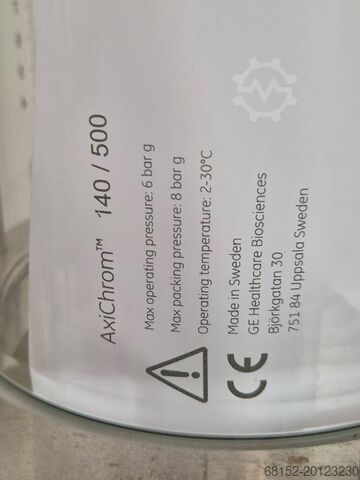 AxiChrom™ 140 / 500
Max operating pressure: 6 bar g
Max packing pressure: 8 bar g
Operating temperature: 2-30°C
Made in Sweden
GE Healthcare Biosciences
Björkgatan 30
751 84 Uppsala Sweden
CE
68152-20123230